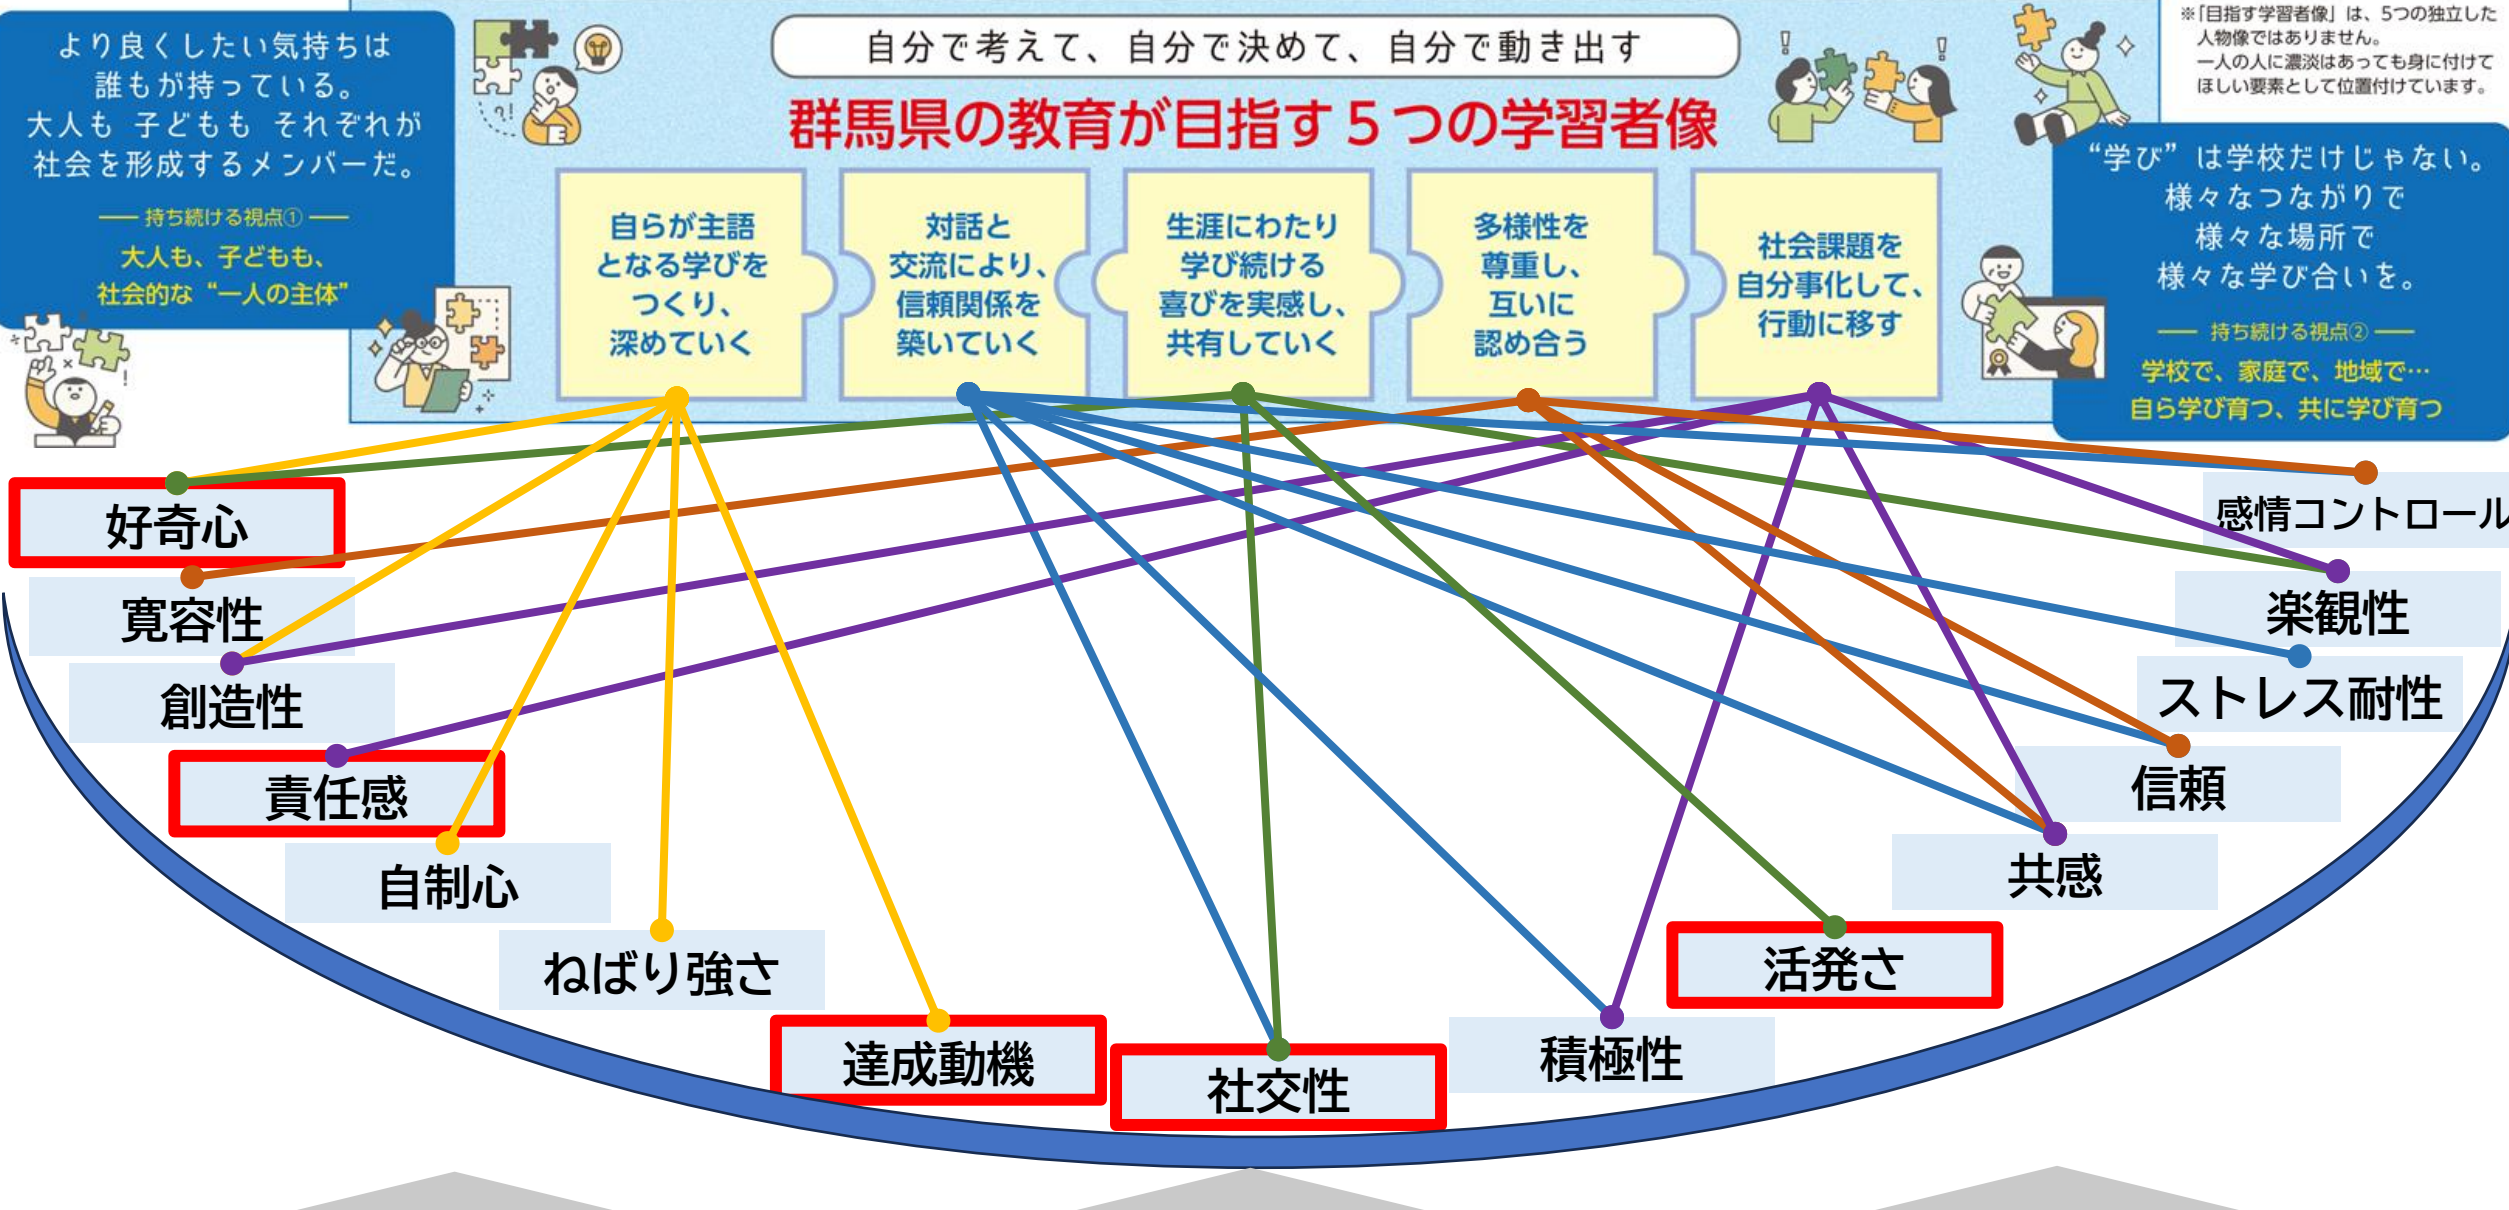 より良くしたい気持ちは
誰もが持っている。
大人も 子どもも それぞれが
社会を形成するメンバーだ。
持ち続ける視点①
大人も、子どもも、
社会的な“一人の主体”
自分で考えて、自分で決めて、自分で動き出す
群馬県の教育が目指す５つの学習者像
※「目指す学習者像」は、5つの独立した
人物像ではありません。
一人の人に濃淡はあっても身に付けて
ほしい要素として位置付けています。
自らが主語
となる学びを
つくり、
深めていく
対話と
交流により、
信頼関係を
築いていく
生涯にわたり
学び続ける
喜びを実感し、
共有していく
多様性を
尊重し、
互いに
認め合う
社会課題を
自分事化して、
行動に移す
“学び”は学校だけじゃない。
様々なつながりで
様々な場所で
様々な学び合いを。
持ち続ける視点②
学校で、家庭で、地域で…
自ら学び育つ、共に学び育つ
好奇心
寛容性
創造性
責任感
自制心
ねばり強さ
達成動機
社交性
積極性
活発さ
共感
信頼
ストレス耐性
楽観性
感情コントロール